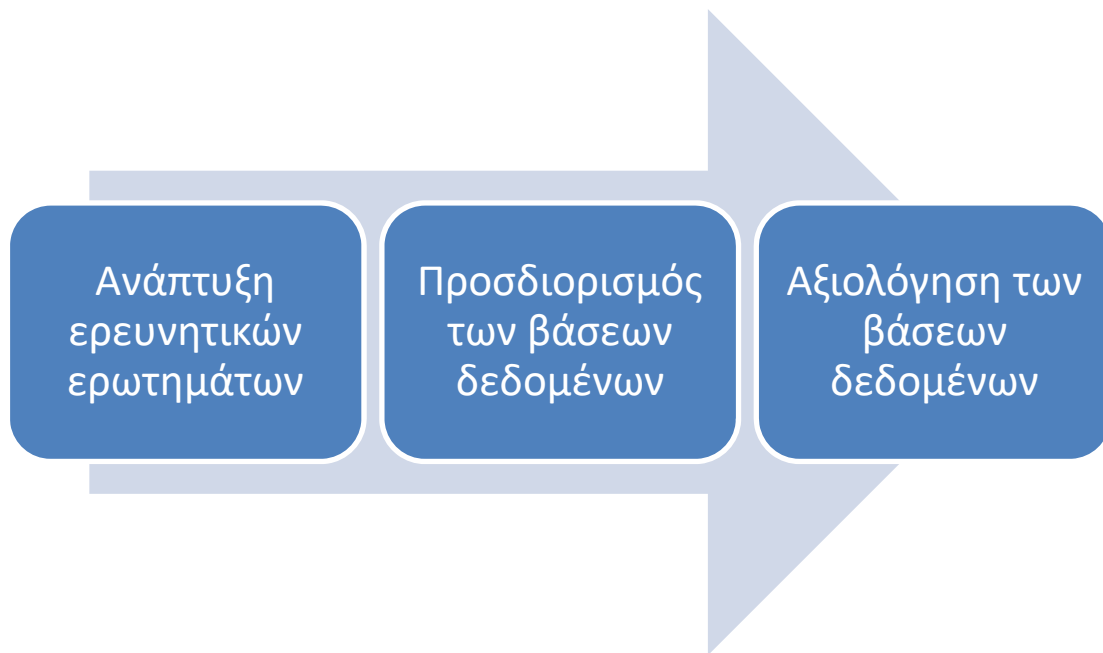 Ανάπτυξη
ερευνητικών
ερωτημάτων
Προσδιορισμός
των βάσεων
δεδομένων
Αξιολόγηση των
βάσεων
δεδομένων